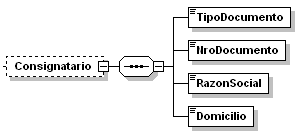 TipoDocumento
NroDocumento
Consignatario
RazonSocial
Domicilio